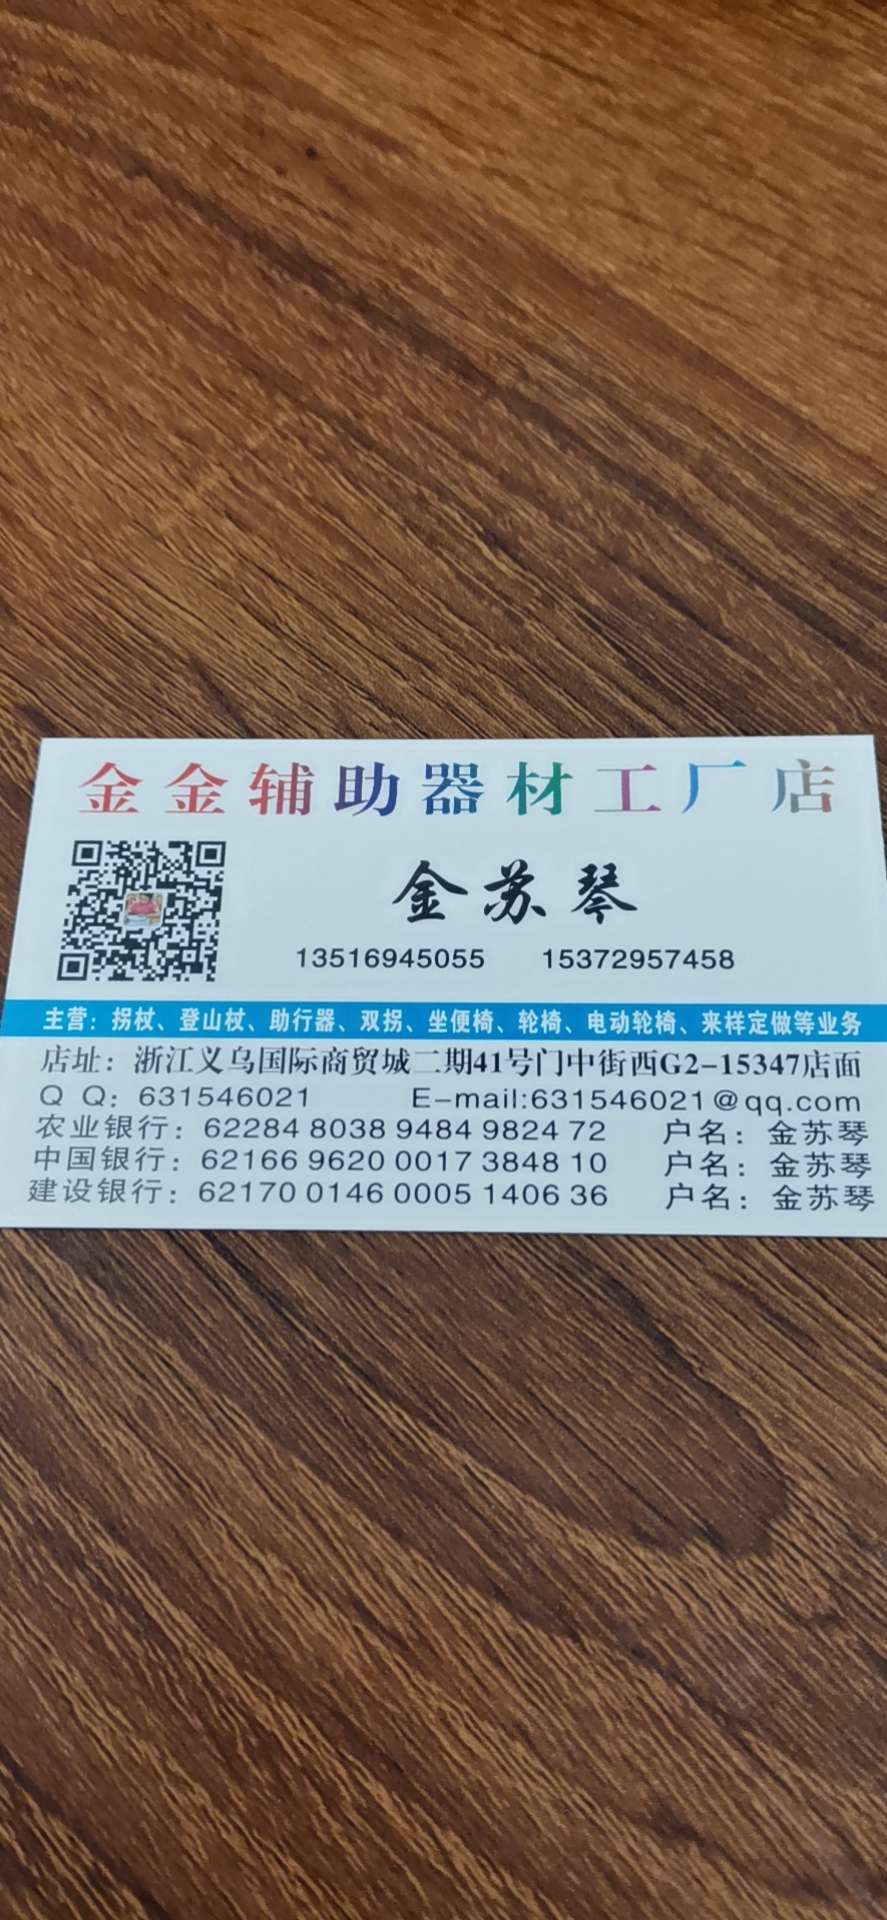 金金辅助器材工厂店
金苏琴
13516945055 15372957458
主营：拐杖、登山杖、助行器、双拐、坐便椅、轮椅、电动轮椅、来样定做等业务
店址：浙江义乌国际商贸城二期41号门中街西G2-15347店面
Q Q：631546021 E-mail:631546021@qq.com
农业银行：62284 8038 9484 9824 72 户名：金苏琴
中国银行：62166 9620 0017 3848 10 户名：金苏琴
建设银行：62170 0146 0005 1406 36 户名：金苏琴